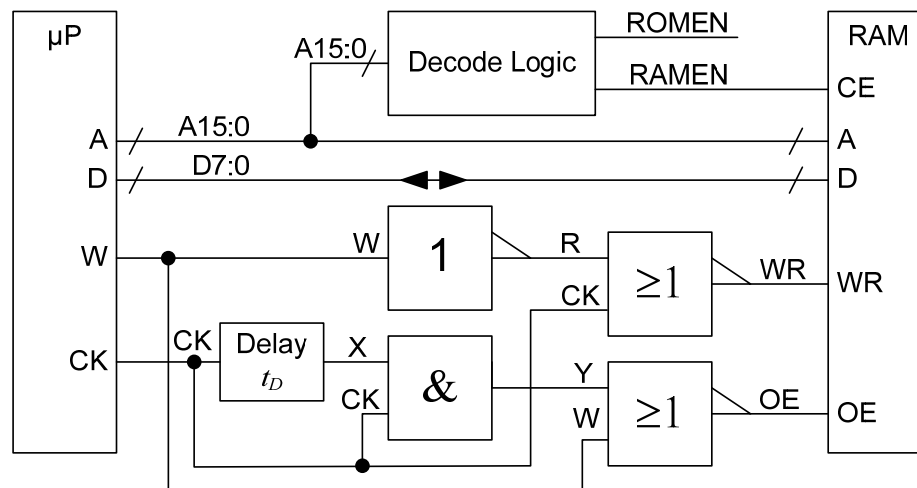 µP
RAM
A15:0
Decode Logic
ROMEN
RAMEN
CE
A
A15:0
A
D
D7:0
D
W
W
1
R
CK
≥1
WR
WR
CK
CK
Delay
tD
X
CK
&
Y
W
≥1
OE
OE